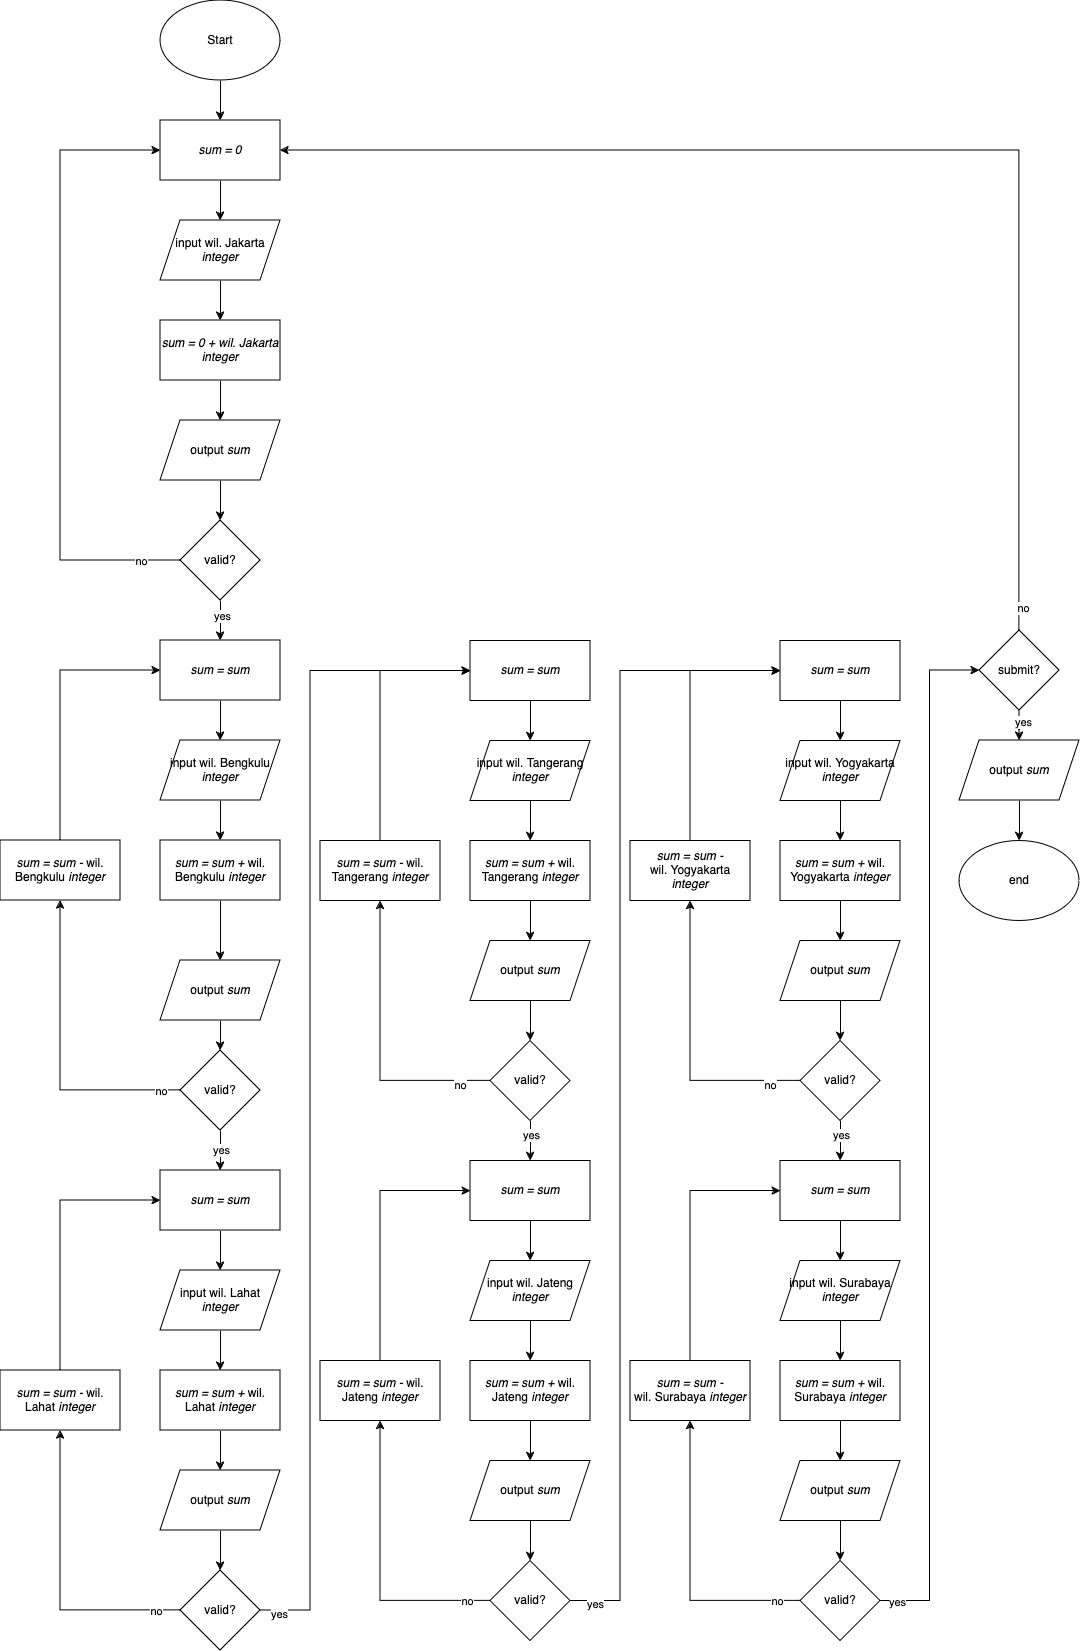 Start
sum = 0
input wil. Jakarta
integer
sum = 0 + wil. Jakarta
integer
output sum
valid?
no
yes
sum = sum
input wil. Bengkulu
integer
sum = sum - wil.
Bengkulu integer
sum = sum + wil.
Bengkulu integer
output sum
valid?
no
yes
sum = sum
input wil. Lahat
integer
sum = sum - wil.
Lahat integer
sum = sum + wil.
Lahat integer
output sum
valid?
no
yes
sum = sum
input wil. Tangerang
integer
sum = sum - wil.
Tangerang integer
sum = sum + wil.
Tangerang integer
output sum
valid?
no
yes
sum = sum
input wil. Jateng
integer
sum = sum - wil.
Jateng integer
sum = sum + wil.
Jateng integer
output sum
valid?
no
yes
sum = sum
input wil. Yogyakarta
integer
sum = sum -
wil. Yogyakarta
integer
sum = sum + wil.
Yogyakarta integer
output sum
valid?
no
yes
sum = sum
input wil. Surabaya
integer
sum = sum -
wil. Surabaya integer
sum = sum + wil.
Surabaya integer
output sum
valid?
no
yes
no
submit?
yes
output sum
end